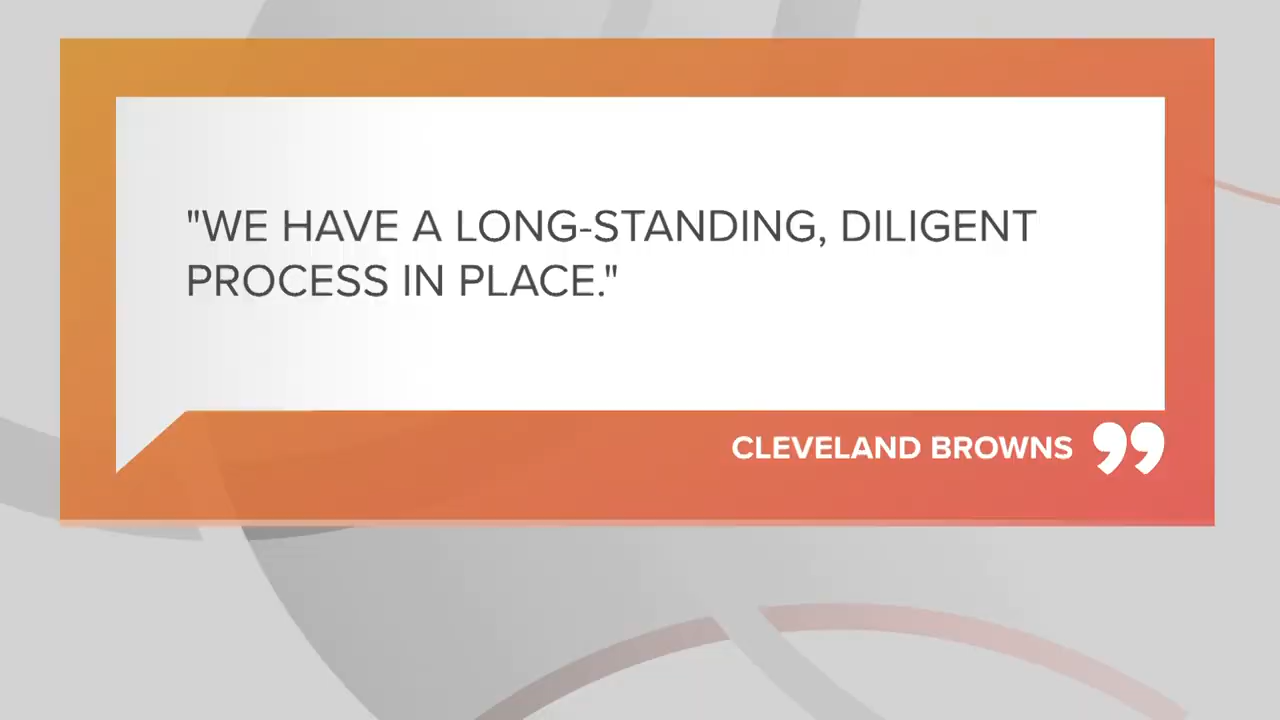 "WE HAVE A LONG-STANDING, DILIGENT
PROCESS IN PLACE."
CLEVELAND BROWNS